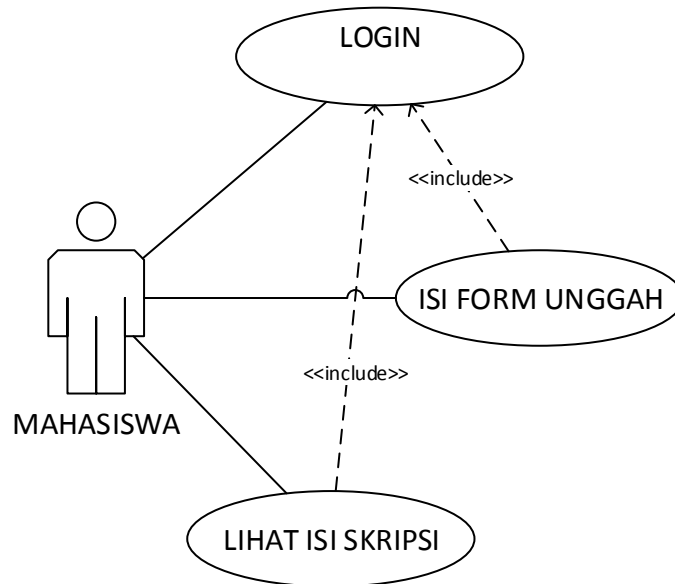 LOGIN
<<include>>
ISI FORM UNGGAH
<<include>>
MAHASISWA
LIHAT ISI SKRIPSI